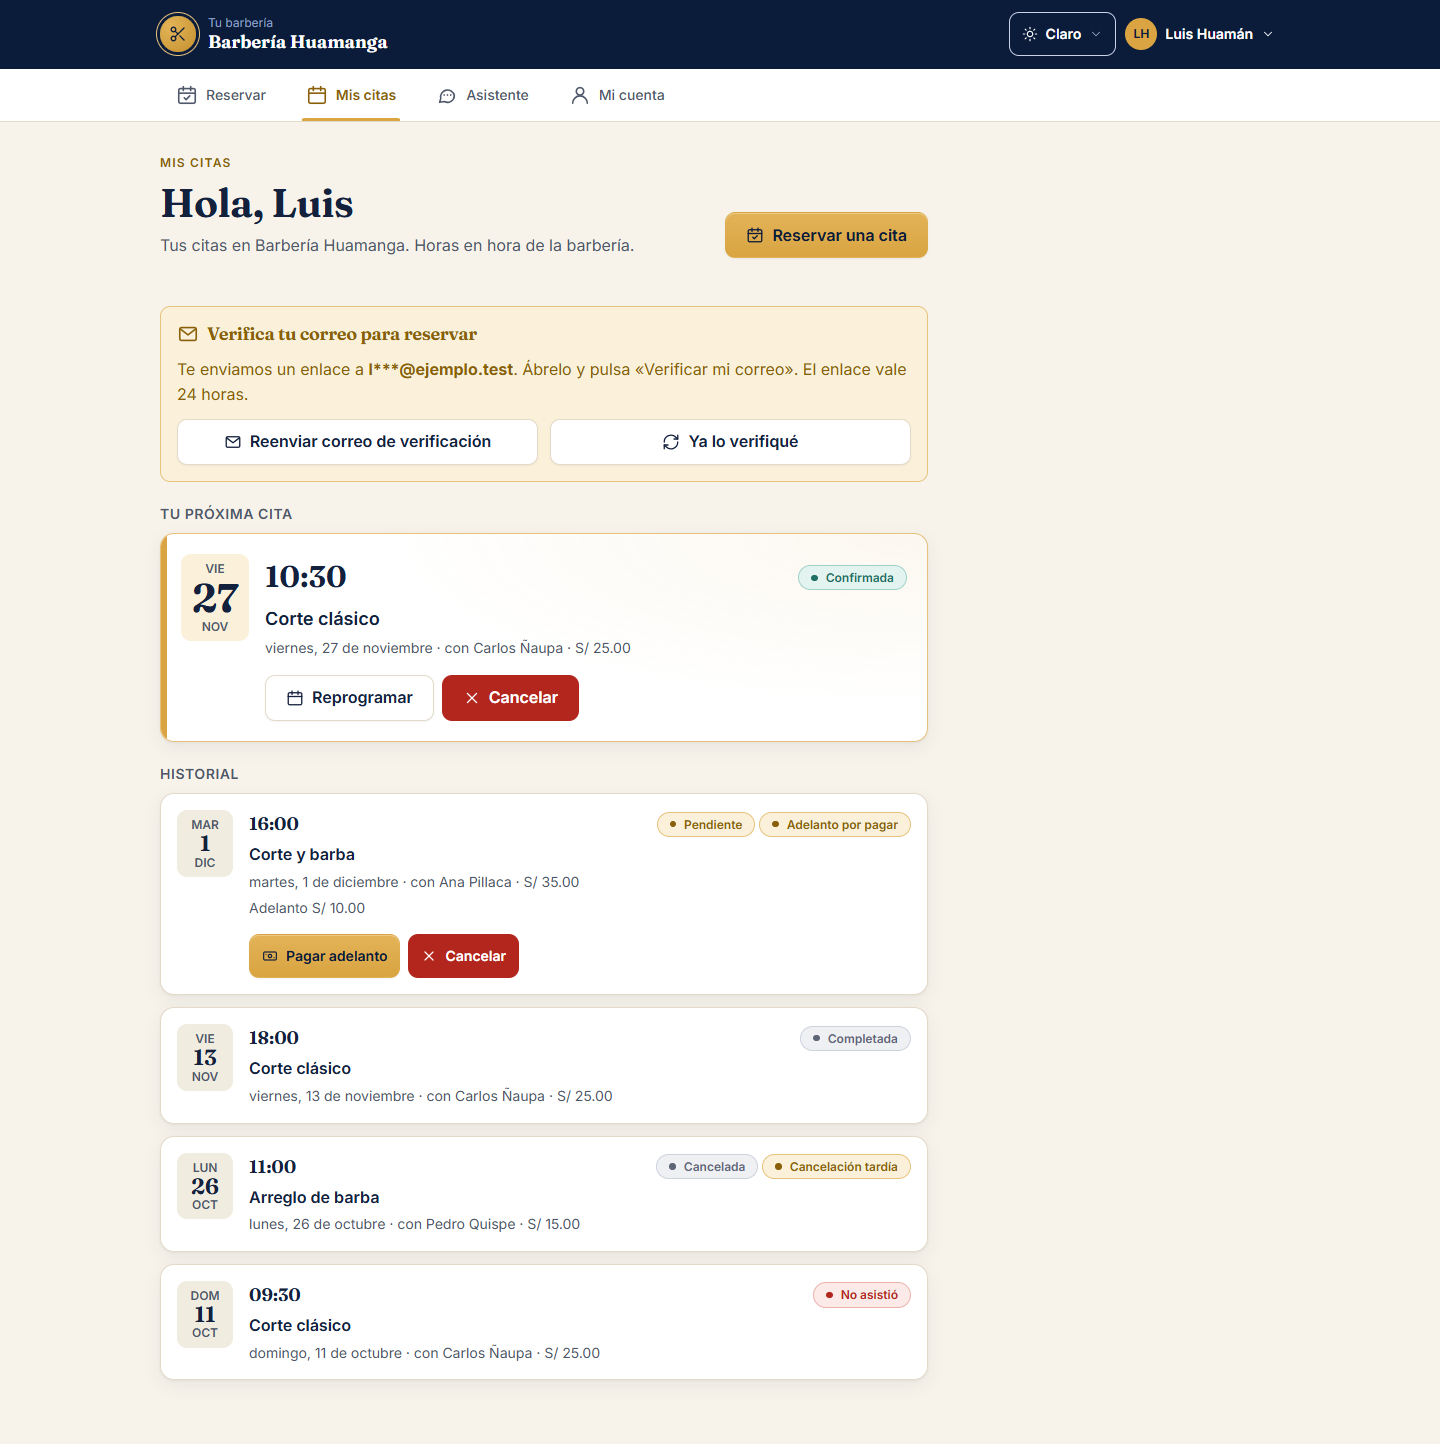 Tu barbería
Barbería Huamanga
Claro
LH
Luis Huamán
Reservar
Mis citas
Asistente
Mi cuenta
MIS CITAS
Hola, Luis
Tus citas en Barbería Huamanga. Horas en hora de la barbería.
Reservar una cita
Verifica tu correo para reservar
Te enviamos un enlace a l***@ejemplo.test. Ábrelo y pulsa «Verificar mi correo». El enlace vale
24 horas.
Reenviar correo de verificación
Ya lo verifiqué
TU PRÓXIMA CITA
VIE
27
NOV
10:30
Confirmada
Corte clásico
viernes, 27 de noviembre · con Carlos Ñaupa · S/ 25.00
Reprogramar
Cancelar
HISTORIAL
MAR
1
DIC
16:00
Pendiente
Adelanto por pagar
Corte y barba
martes, 1 de diciembre · con Ana Pillaca · S/ 35.00
Adelanto S/ 10.00
Pagar adelanto
Cancelar
VIE
13
NOV
18:00
Completada
Corte clásico
viernes, 13 de noviembre · con Carlos Ñaupa · S/ 25.00
LUN
26
OCT
11:00
Cancelada
Cancelación tardía
Arreglo de barba
lunes, 26 de octubre · con Pedro Quispe · S/ 15.00
DOM
11
OCT
09:30
No asistió
Corte clásico
domingo, 11 de octubre · con Carlos Ñaupa · S/ 25.00